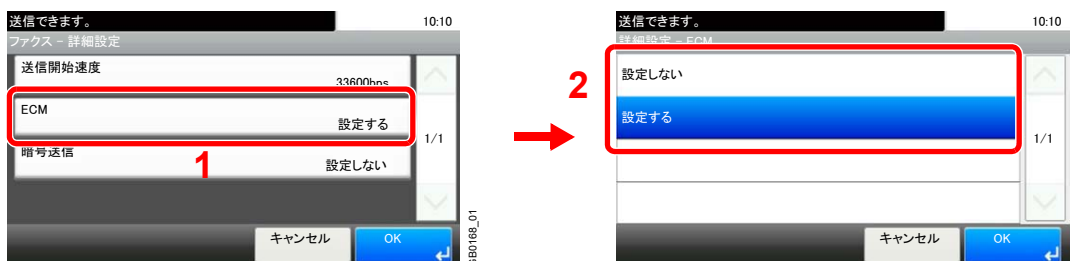 送信できます。
10:10
ファクス - 詳細設定
送信開始速度
33600bps
ECM
設定する
1/1
暗号送信
設定しない
1
キャンセル
OK
GB0168_01
送信できます。
10:10
詳細設定 - ECM
2
設定しない
設定する
1/1
キャンセル
OK